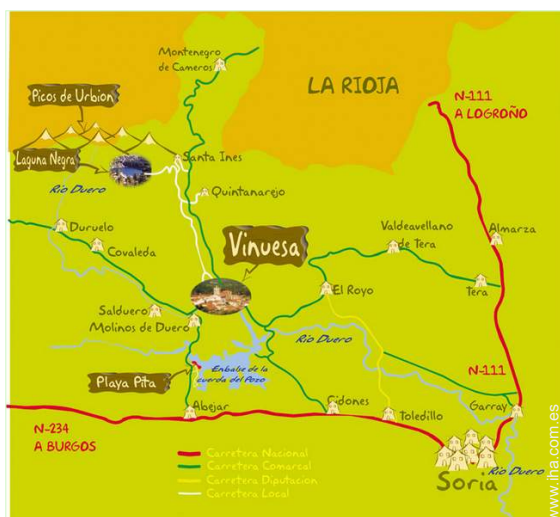 Montenegro
de Cameros
LA RIOJA
Picos de Urbion
N-111
A LOGROÑO
Laguna Negra
Santa Ines
Río Duero
Quintanarejo
Duruelo
Vinuesa
Valdeavellano
de Tera
Almarza
Covaleda
El Royo
Tera
Salduero
Molinos de Duero
Río Duero
Embalse de la
cuerda del Pozo
N-111
Playa Pita
Abejar
Cidones
Toledillo
Garray
N-234
A BURGOS
Carretera Nacional
Carretera Comarcal
Carretera Diputacion
Carretera Local
Soria
Río Duero
www.iha.com.es